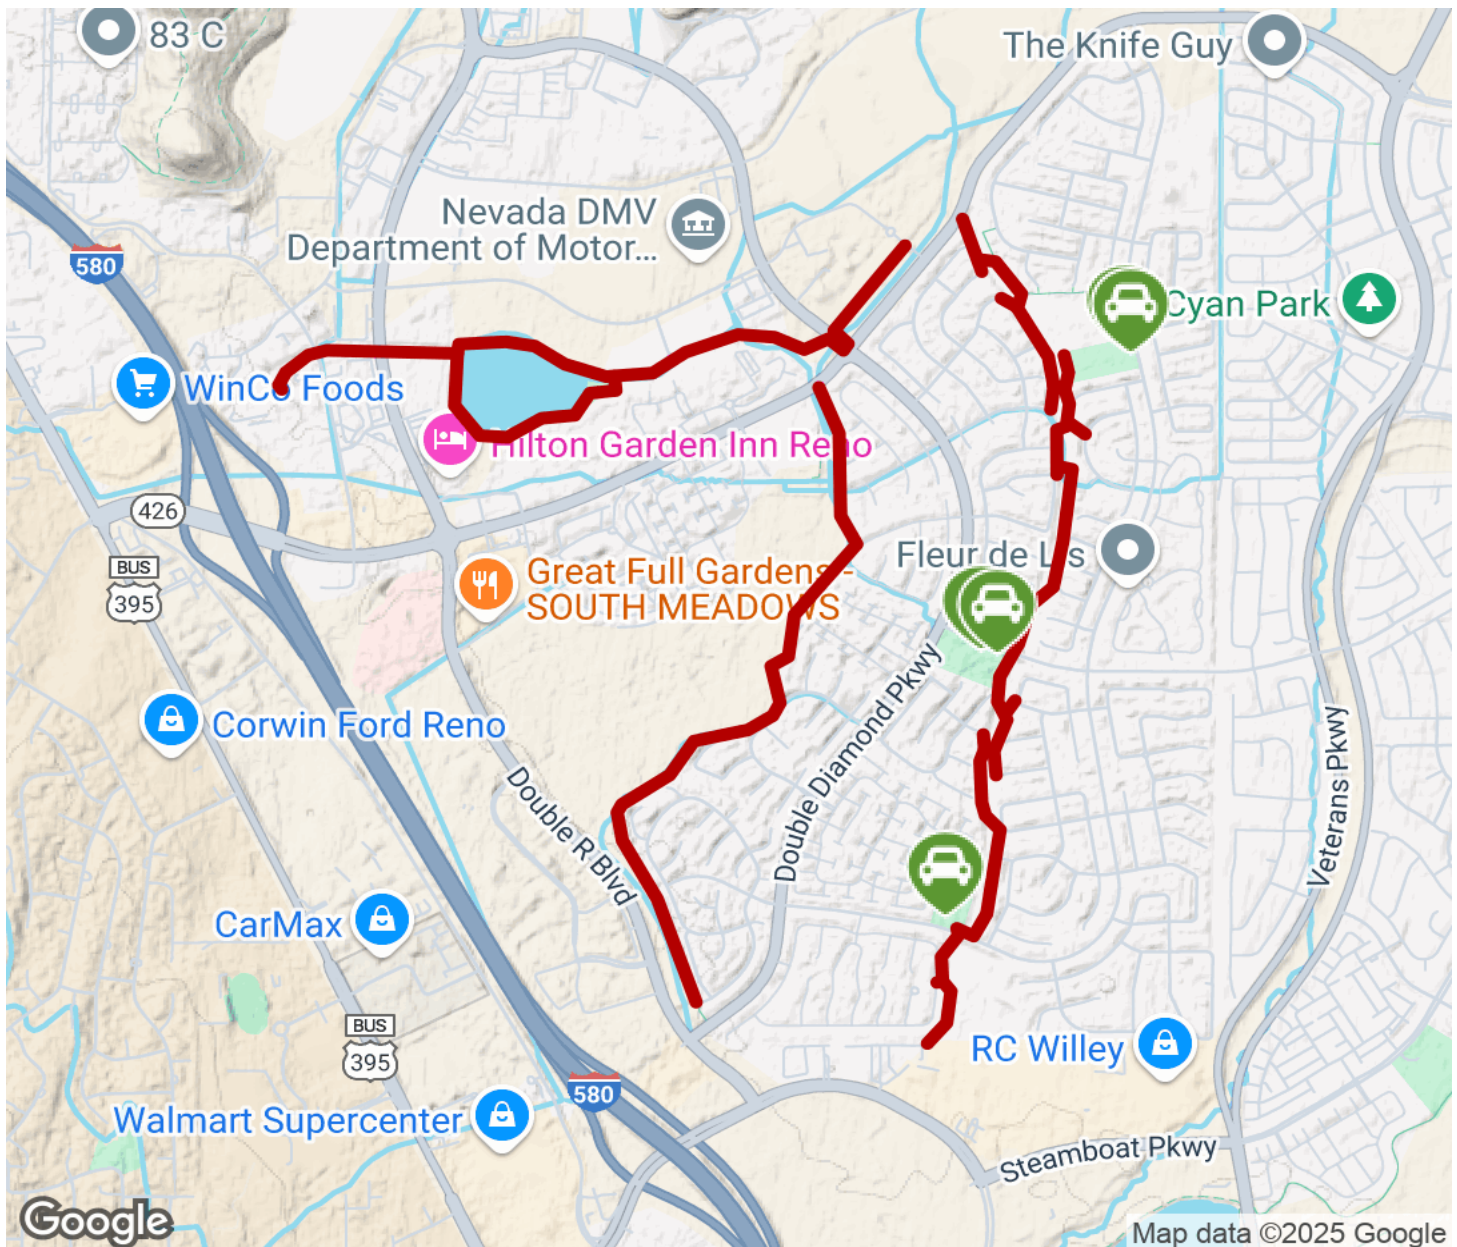 83 C
The Knife Guy
Nevada DMV
Department of Motor...
580
Cyan Park
WinCo Foods
Hilton Garden Inn Reno
426
BUS
395
Fleur de Lis
Great Full Gardens -
SOUTH MEADOWS
Corwin Ford Reno
Double Diamond Pkwy
Veterans Pkwy
Double R Blvd
CarMax
BUS
395
RC Willey
580
Walmart Supercenter
Steamboat Pkwy
Google
Map data ©2025 Google